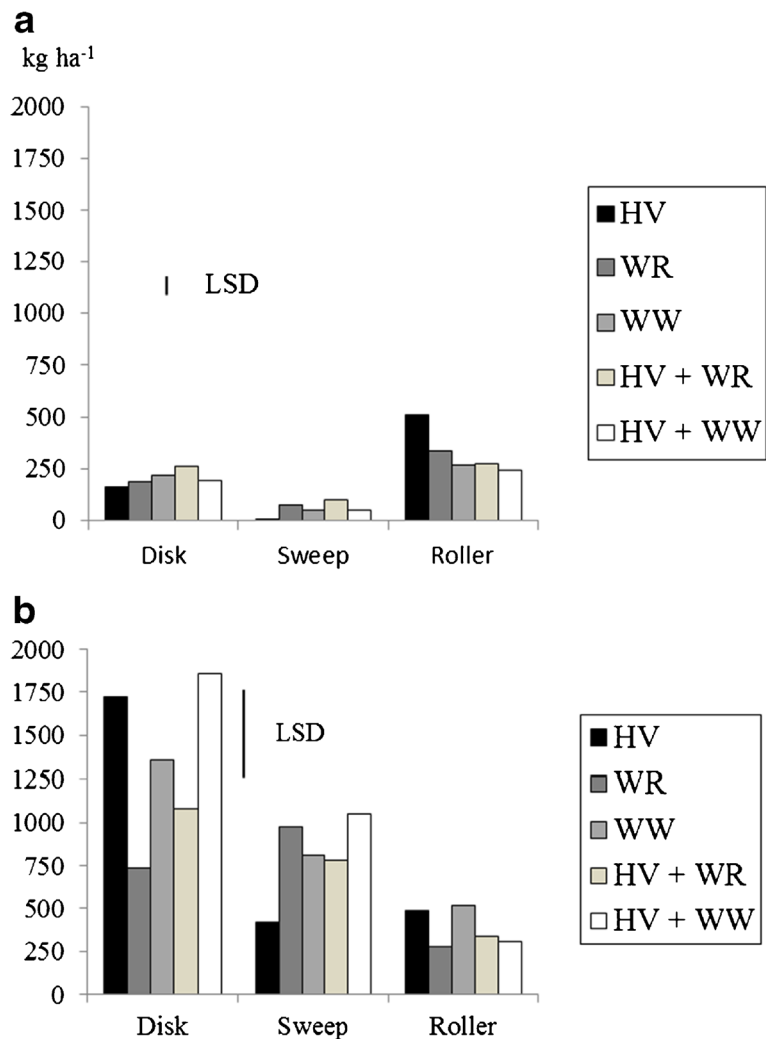 a
kg ha-1
2000
1750
1500
1250
1000
750
500
250
0
LSD
Disk Sweep Roller
HV
WR
WW
HV + WR
HV + WW
b
2000
1750
1500
1250
1000
750
500
250
0
LSD
Disk Sweep Roller
HV
WR
WW
HV + WR
HV + WW